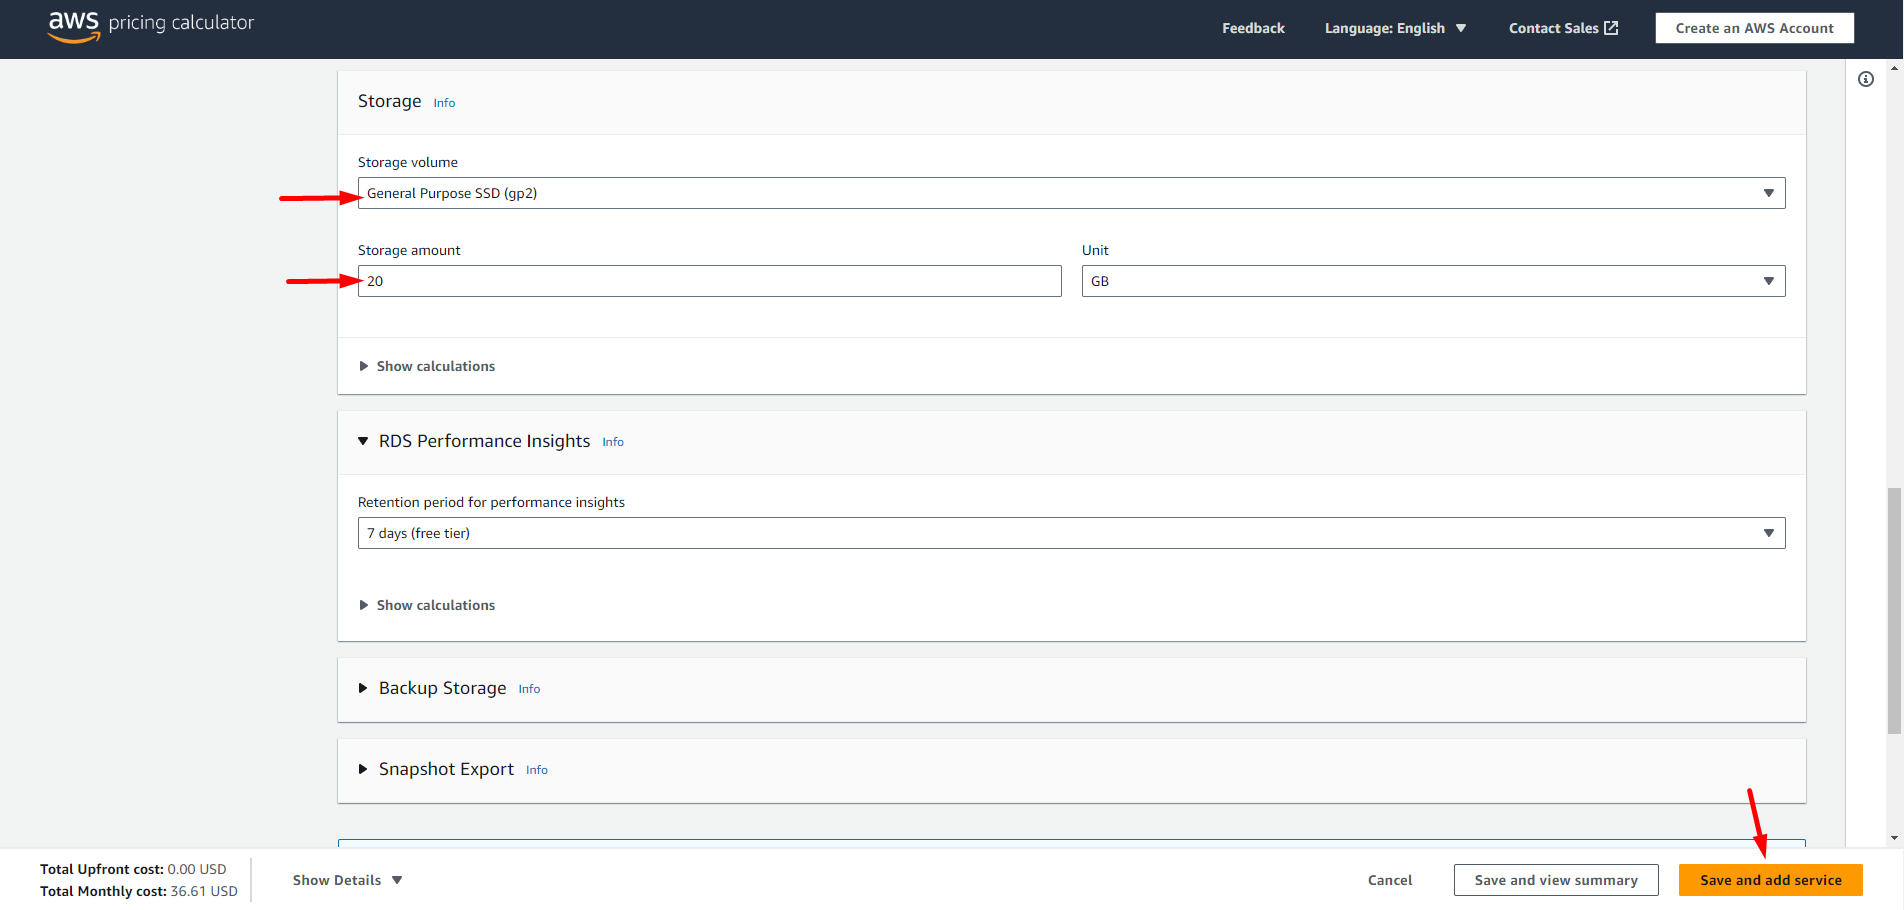 aws pricing calculator
Feedback
Language: English
Contact Sales
Create an AWS Account
Storage Info
Storage volume
General Purpose SSD (gp2)
Storage amount
Unit
20
GB
Show calculations
RDS Performance Insights Info
Retention period for performance insights
7 days (free tier)
Show calculations
Backup Storage Info
Snapshot Export Info
Total Upfront cost: 0.00 USD
Total Monthly cost: 36.61 USD
Show Details
Cancel
Save and view summary
Save and add service